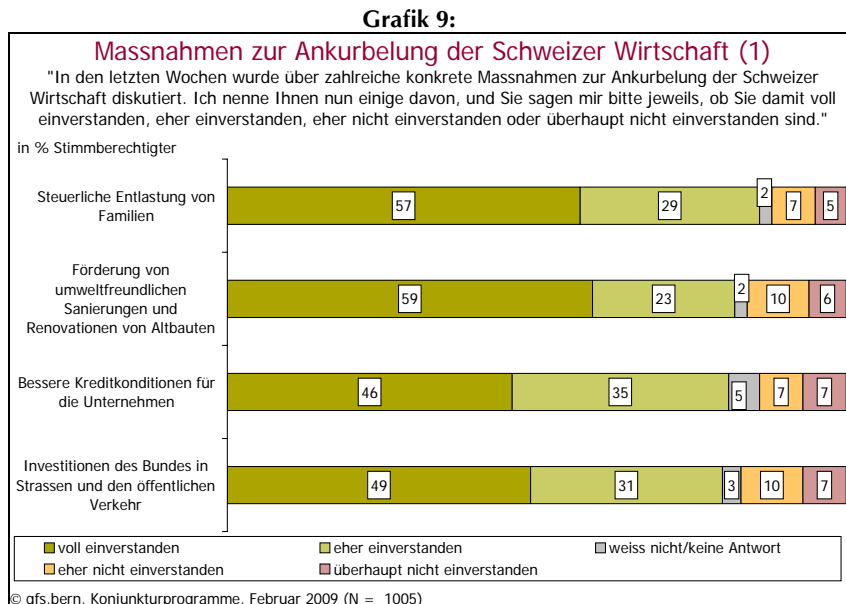 Grafik 9:
Massnahmen zur Ankurbelung der Schweizer Wirtschaft (1)
"In den letzten Wochen wurde über zahlreiche konkrete Massnahmen zur Ankurbelung der Schweizer
Wirtschaft diskutiert. Ich nenne Ihnen nun einige davon, und Sie sagen mir bitte jeweils, ob Sie damit voll
einverstanden, eher einverstanden, eher nicht einverstanden oder überhaupt nicht einverstanden sind."
in % Stimmberechtigter
Steuerliche Entlastung von
Familien
57 29 2 7 5
Förderung von
umweltfreundlichen
Sanierungen und
Renovationen von Altbauten
59 23 2 10 6
Bessere Kreditkonditionen für
die Unternehmen
46 35 5 7 7
Investitionen des Bundes in
Strassen und den öffentlichen
Verkehr
49 31 3 10 7
voll einverstanden eher einverstanden weiss nicht/keine Antwort
eher nicht einverstanden überhaupt nicht einverstanden
© gfs.bern, Konjunkturprogramme, Februar 2009 (N = 1005)